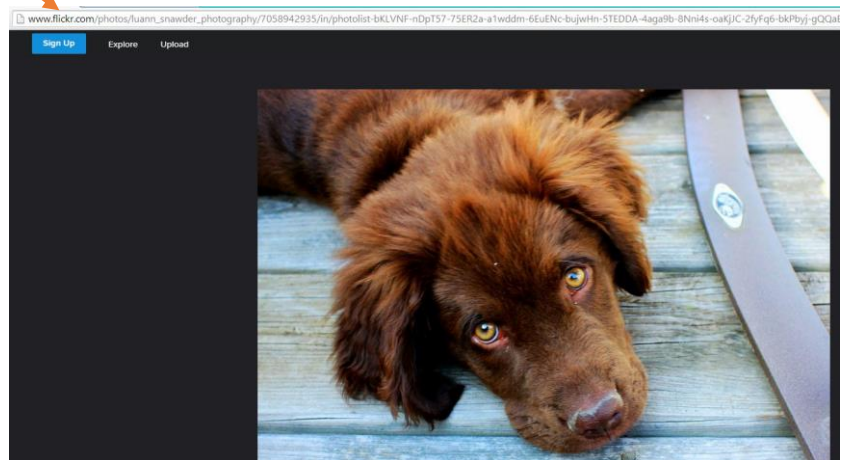 www.flickr.com/photos/luann_snawder_photography/7058942935/in/photolist-bKLVNF-nDpT57-75ER2a-a1wddm-6EuENc-bujwHn-5TEDDA-4aga9b-8Nni4s-oaKjJC-2fyFq6-bkPbyj-gQQaE
Sign Up Explore Upload